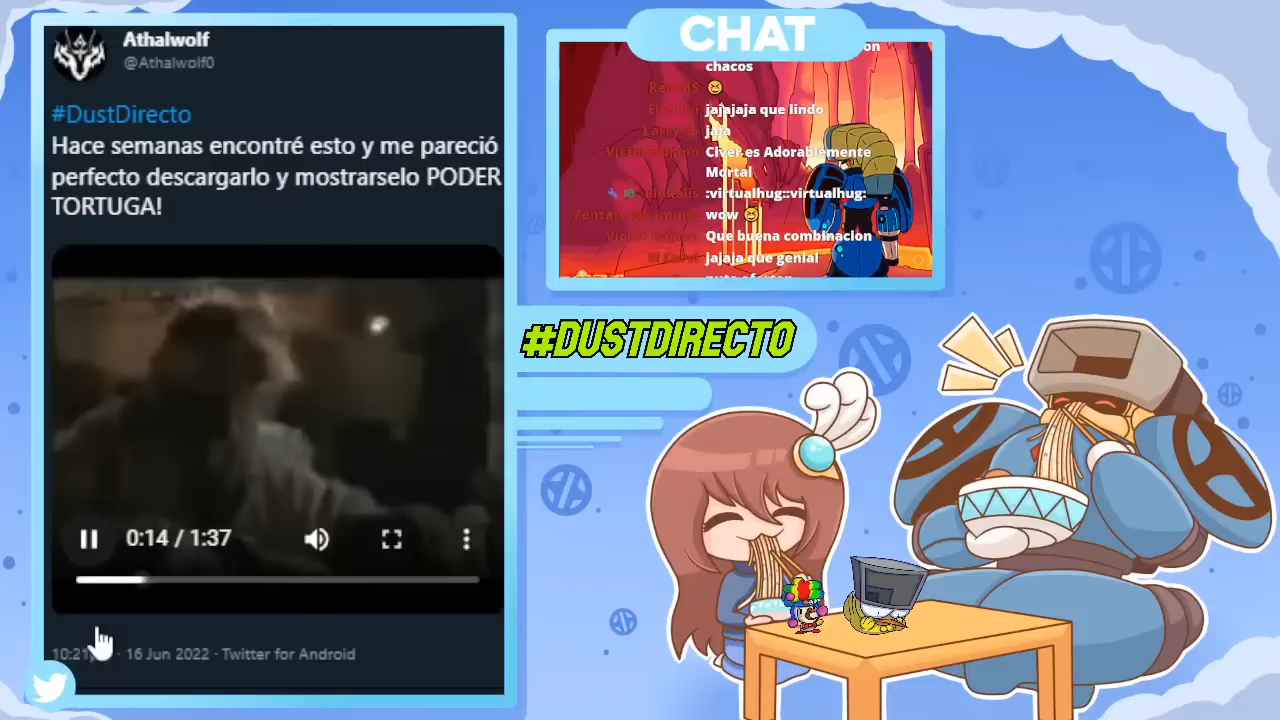 Athalwolf
@Athalwolf0
#DustDirecto
Hace semanas encontré esto y me pareció
perfecto descargarlo y mostrarselo PODER
TORTUGA!
0:14 / 1:37
16 Jun 2022 · Twitter for Android
CHAT
on
chacos
jajajaja que lindo
jaja
Civer es Adorablemente
Mortal
:virtualhug::virtualhug:
wow
Que buena combinacion
jajaja que genial
#DUSTDIRECTO